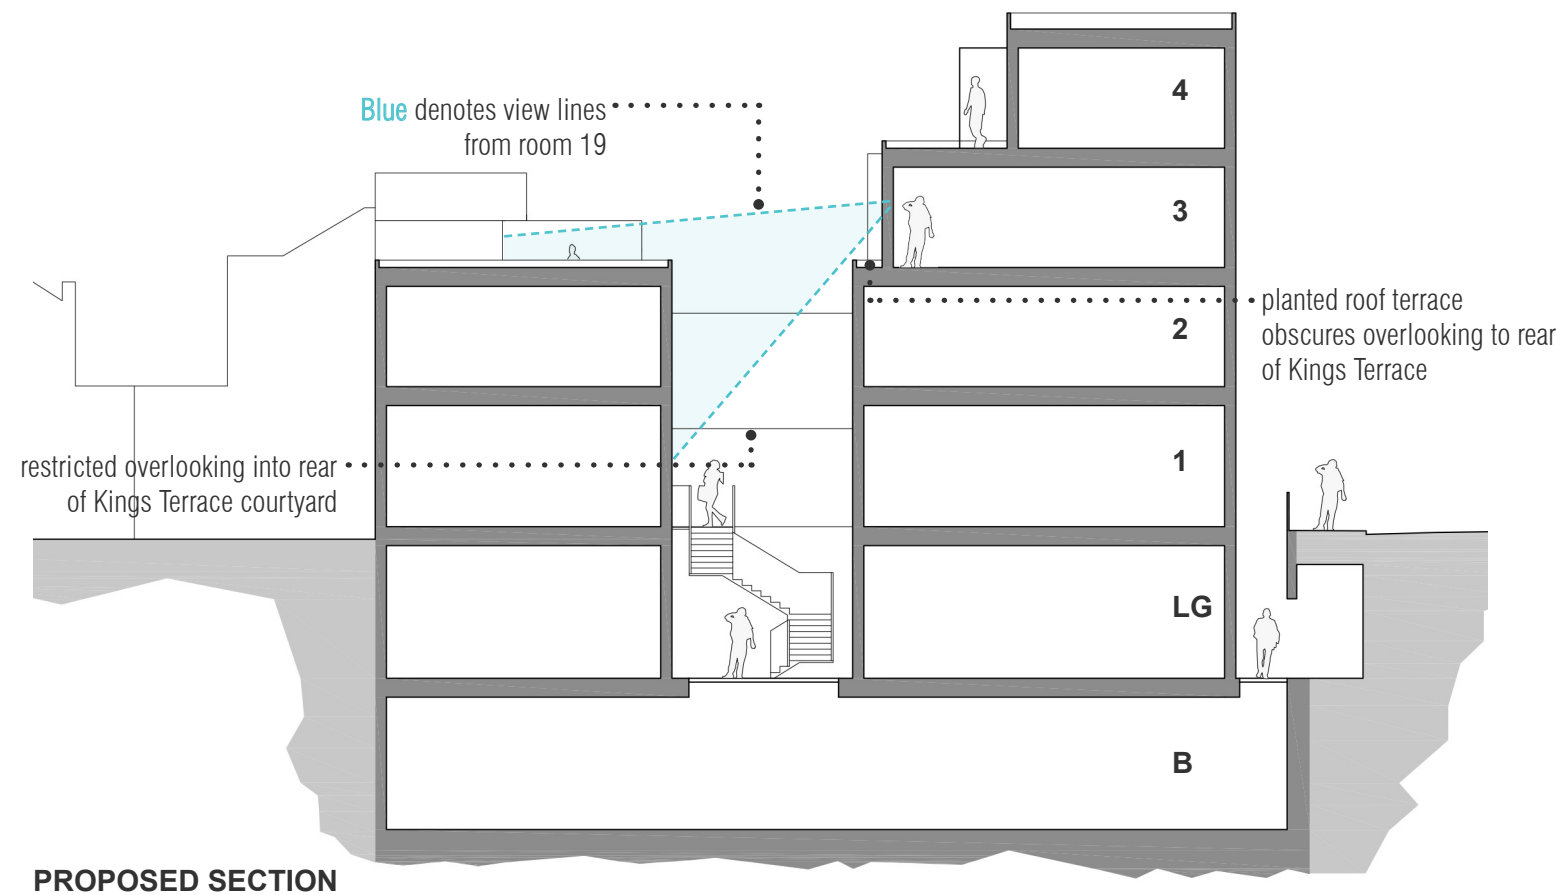 Blue denotes view lines
from room 19
4
3
planted roof terrace
obscures overlooking to rear
of Kings Terrace
2
restricted overlooking into rear
of Kings Terrace courtyard
1
LG
B
PROPOSED SECTION